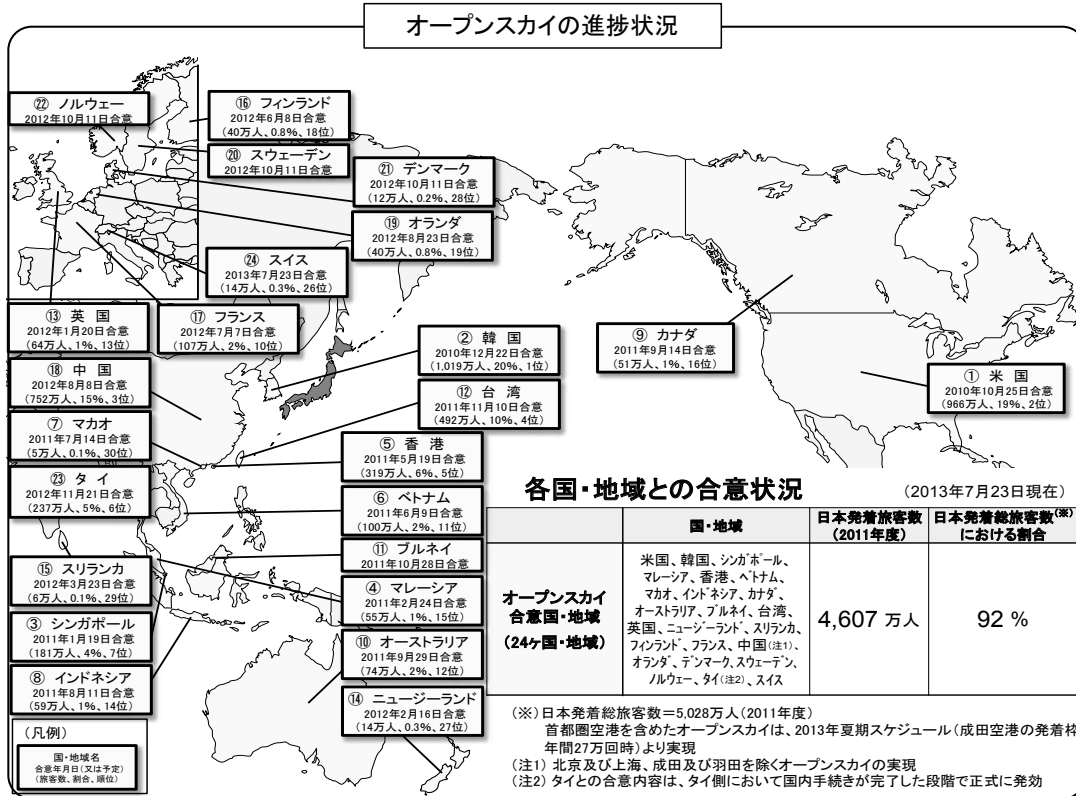 オープンスカイの進捗状況
㉒ ノルウェー
2012年10月11日合意
⑯ フィンランド
2012年6月8日合意
(40万人、0.8%、18位)
⑳ スウェーデン
2012年10月11日合意
㉑ デンマーク
2012年10月11日合意
(12万人、0.2%、28位)
⑲ オランダ
2012年8月23日合意
(40万人、0.8%、19位)
㉔ スイス
2013年7月23日合意
(14万人、0.3%、26位)
⑬ 英 国
2012年1月20日合意
(64万人、1%、13位)
⑰ フランス
2012年7月7日合意
(107万人、2%、10位)
② 韓 国
2010年12月22日合意
(1,019万人、20%、1位)
⑨ カナダ
2011年9月14日合意
(51万人、1%、16位)
① 米 国
2010年10月25日合意
(966万人、19%、2位)
⑱ 中 国
2012年8月8日合意
(752万人、15%、3位)
⑫ 台 湾
2011年11月10日合意
(492万人、10%、4位)
⑦ マカオ
2011年7月14日合意
(5万人、0.1%、30位)
⑤ 香 港
2011年5月19日合意
(319万人、6%、5位)
㉓ タ イ
2012年11月21日合意
(237万人、5%、6位)
⑥ ベトナム
2011年6月9日合意
(100万人、2%、11位)
⑪ ブルネイ
2011年10月28日合意
⑮ スリランカ
2012年3月23日合意
(6万人、0.1%、29位)
④ マレーシア
2011年2月24日合意
(55万人、1%、15位)
③ シンガポール
2011年1月19日合意
(181万人、4%、7位)
⑩ オーストラリア
2011年9月29日合意
(74万人、2%、12位)
⑧ インドネシア
2011年8月11日合意
(59万人、1%、14位)
⑭ ニュージーランド
2012年2月16日合意
(14万人、0.3%、27位)
(凡例)
国・地域名
合意年月日(又は予定)
(旅客数、割合、順位)
各国・地域との合意状況
(2013年7月23日現在)
国・地域
日本発着旅客数
(2011年度)
日本発着総旅客数(※)
における割合
オープンスカイ
合意国・地域
(24ヶ国・地域)
米国、韓国、シンガポール、
マレーシア、香港、ベトナム、
マカオ、インドネシア、カナダ、
オーストラリア、ブルネイ、台湾、
英国、ニュージーランド、スリランカ、
フィンランド、フランス、中国(注1)、
オランダ、デンマーク、スウェーデン、
ノルウェー、タイ(注2)、スイス
4,607 万人
92 %
(※)日本発着総旅客数=5,028万人(2011年度)
首都圏空港を含めたオープンスカイは、2013年夏期スケジュール(成田空港の発着枠
年間27万回時)より実現
(注1) 北京及び上海、成田及び羽田を除くオープンスカイの実現
(注2) タイとの合意内容は、タイ側において国内手続きが完了した段階で正式に発効